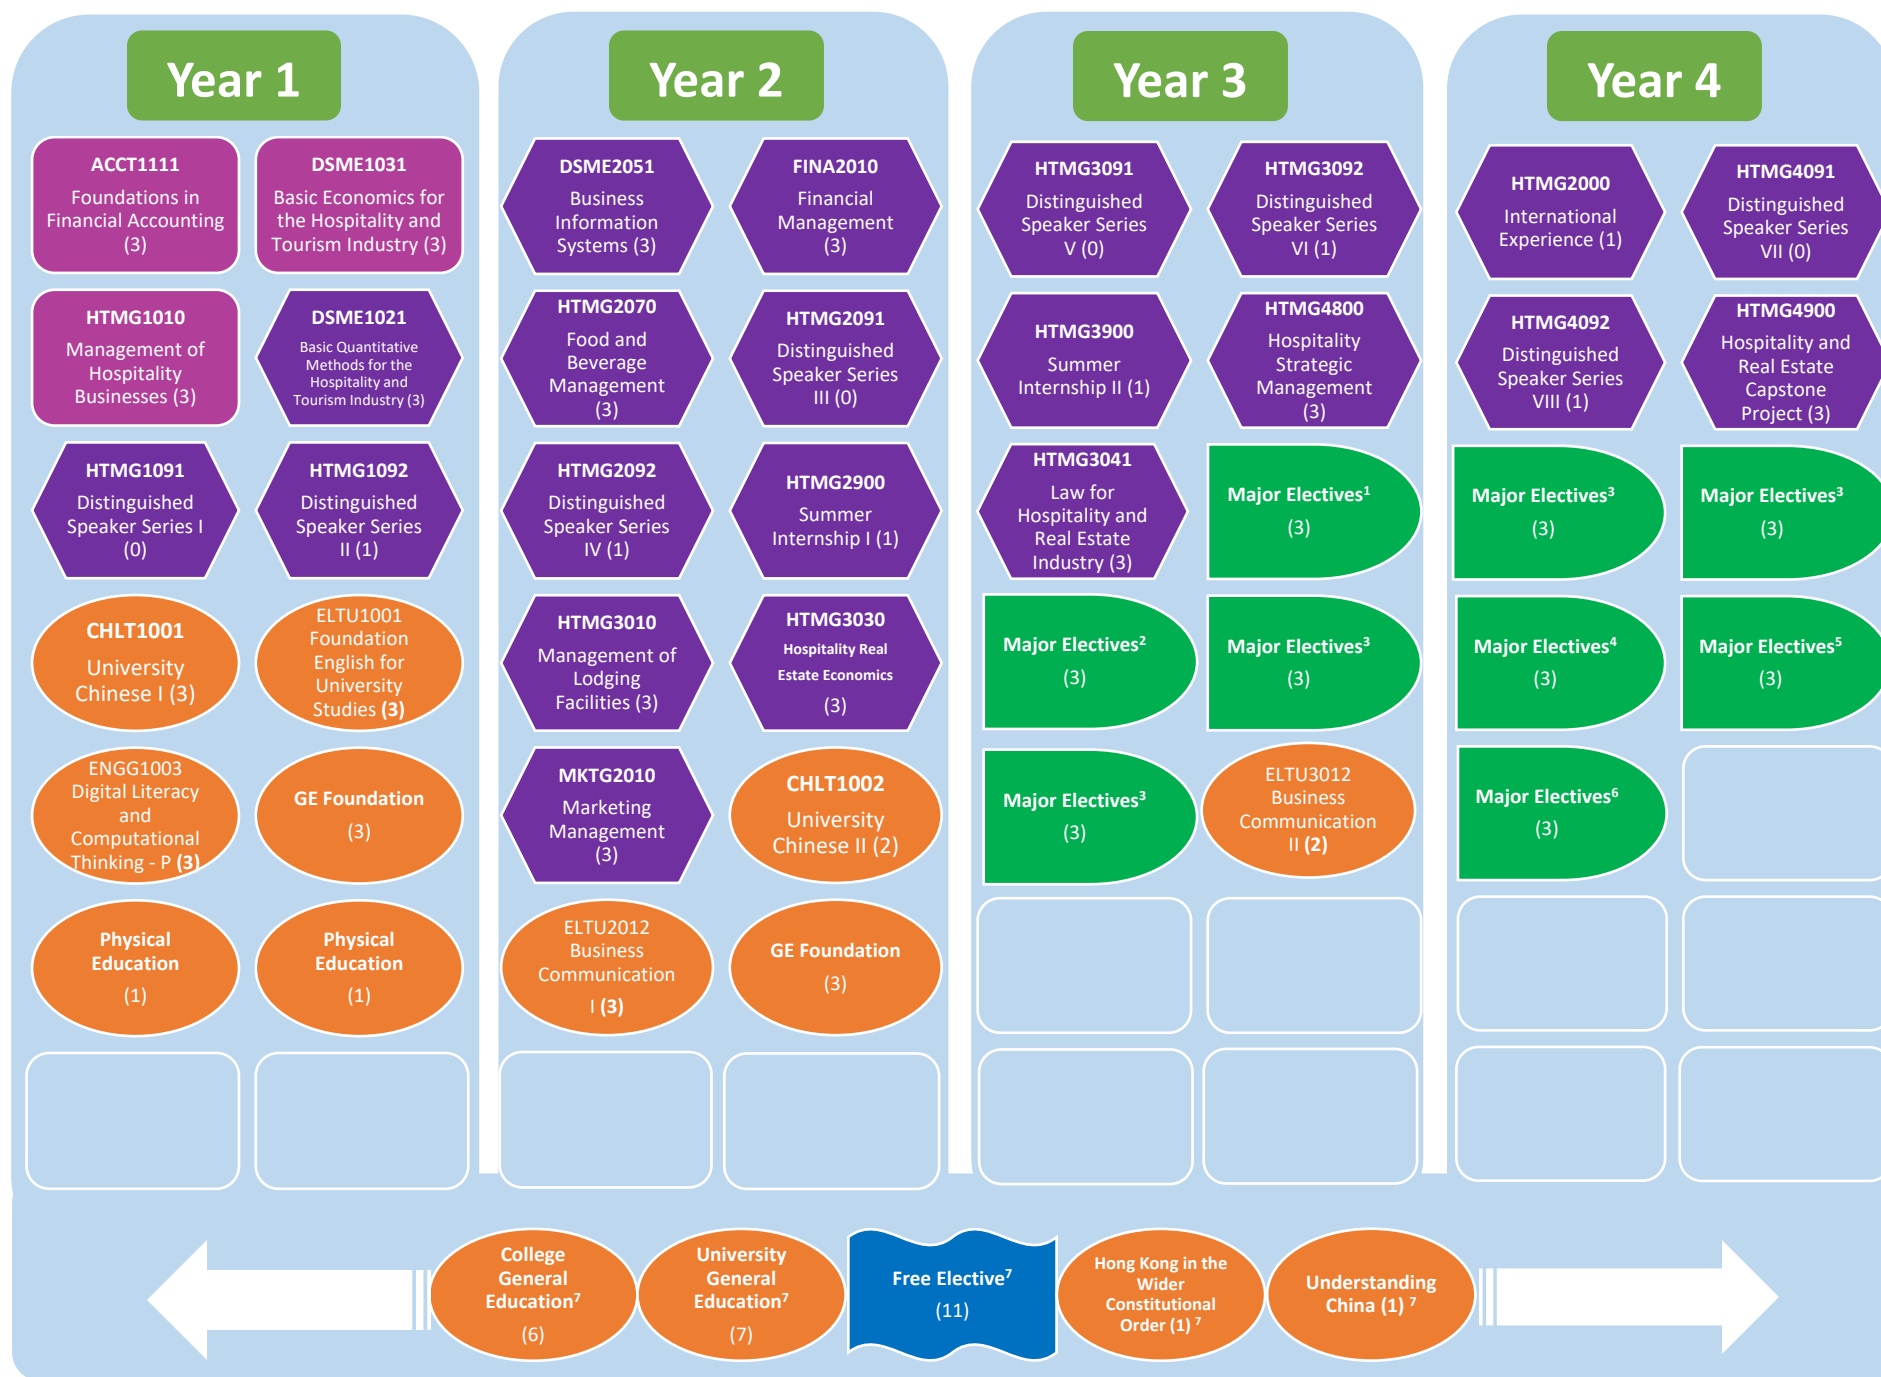 Year 1
ACCT1111
Foundations in
Financial Accounting
(3)
DSME1031
Basic Economics for
the Hospitality and
Tourism Industry (3)
HTMG1010
Management of
Hospitality
Businesses (3)
DSME1021
Basic Quantitative
Methods for the
Hospitality and
Tourism Industry (3)
HTMG1091
Distinguished
Speaker Series I
(0)
HTMG1092
Distinguished
Speaker Series
II (1)
CHLT1001
University
Chinese I (3)
ELTU1001
Foundation
English for
University
Studies (3)
ENGG1003
Digital Literacy
and
Computational
Thinking - P (3)
GE Foundation
(3)
Physical
Education
(1)
Physical
Education
(1)
Year 2
DSME2051
Business
Information
Systems (3)
FINA2010
Financial
Management
(3)
HTMG2070
Food and
Beverage
Management
(3)
HTMG2091
Distinguished
Speaker Series
III (0)
HTMG2092
Distinguished
Speaker Series
IV (1)
HTMG2900
Summer
Internship I (1)
HTMG3010
Management of
Lodging
Facilities (3)
HTMG3030
Hospitality Real
Estate Economics
(3)
MKTG2010
Marketing
Management
(3)
CHLT1002
University
Chinese II (2)
ELTU2012
Business
Communication
I (3)
GE Foundation
(3)
Year 3
HTMG3091
Distinguished
Speaker Series
V (0)
HTMG3092
Distinguished
Speaker Series
VI (1)
HTMG3900
Summer
Internship II (1)
HTMG4800
Hospitality
Strategic
Management
(3)
HTMG3041
Law for
Hospitality and
Real Estate
Industry (3)
Major Electives¹
(3)
Major Electives²
(3)
Major Electives³
(3)
Major Electives³
(3)
ELTU3012
Business
Communication
II (2)
Year 4
HTMG2000
International
Experience (1)
HTMG4091
Distinguished
Speaker Series
VII (0)
HTMG4092
Distinguished
Speaker Series
VIII (1)
HTMG4900
Hospitality and
Real Estate
Capstone
Project (3)
Major Electives³
(3)
Major Electives³
(3)
Major Electives⁴
(3)
Major Electives⁵
(3)
Major Electives⁶
(3)
College
General
Education⁷
(6)
University
General
Education⁷
(7)
Free Elective⁷
(11)
Hong Kong in the
Wider
Constitutional
Order (1) ⁷
Understanding
China (1) ⁷